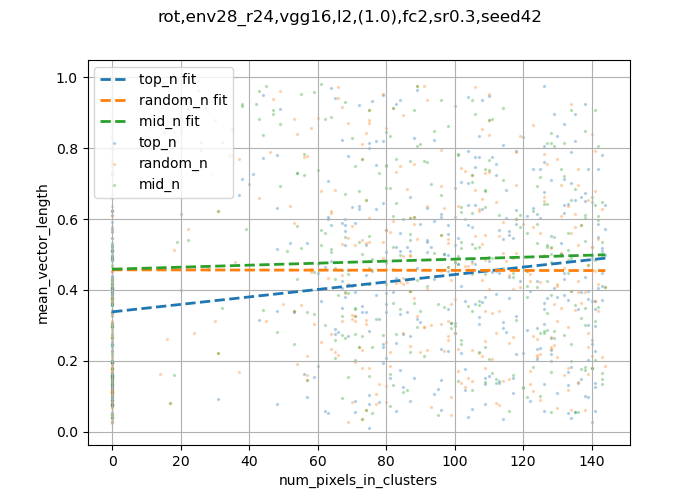 rot,env28_r24,vgg16,l2,(1.0),fc2,sr0.3,seed42
1.0
0.8
0.6
0.4
0.2
0.0
mean_vector_length
top_n fit
random_n fit
mid_n fit
top_n
random_n
mid_n
0 20 40 60 80 100 120 140
num_pixels_in_clusters